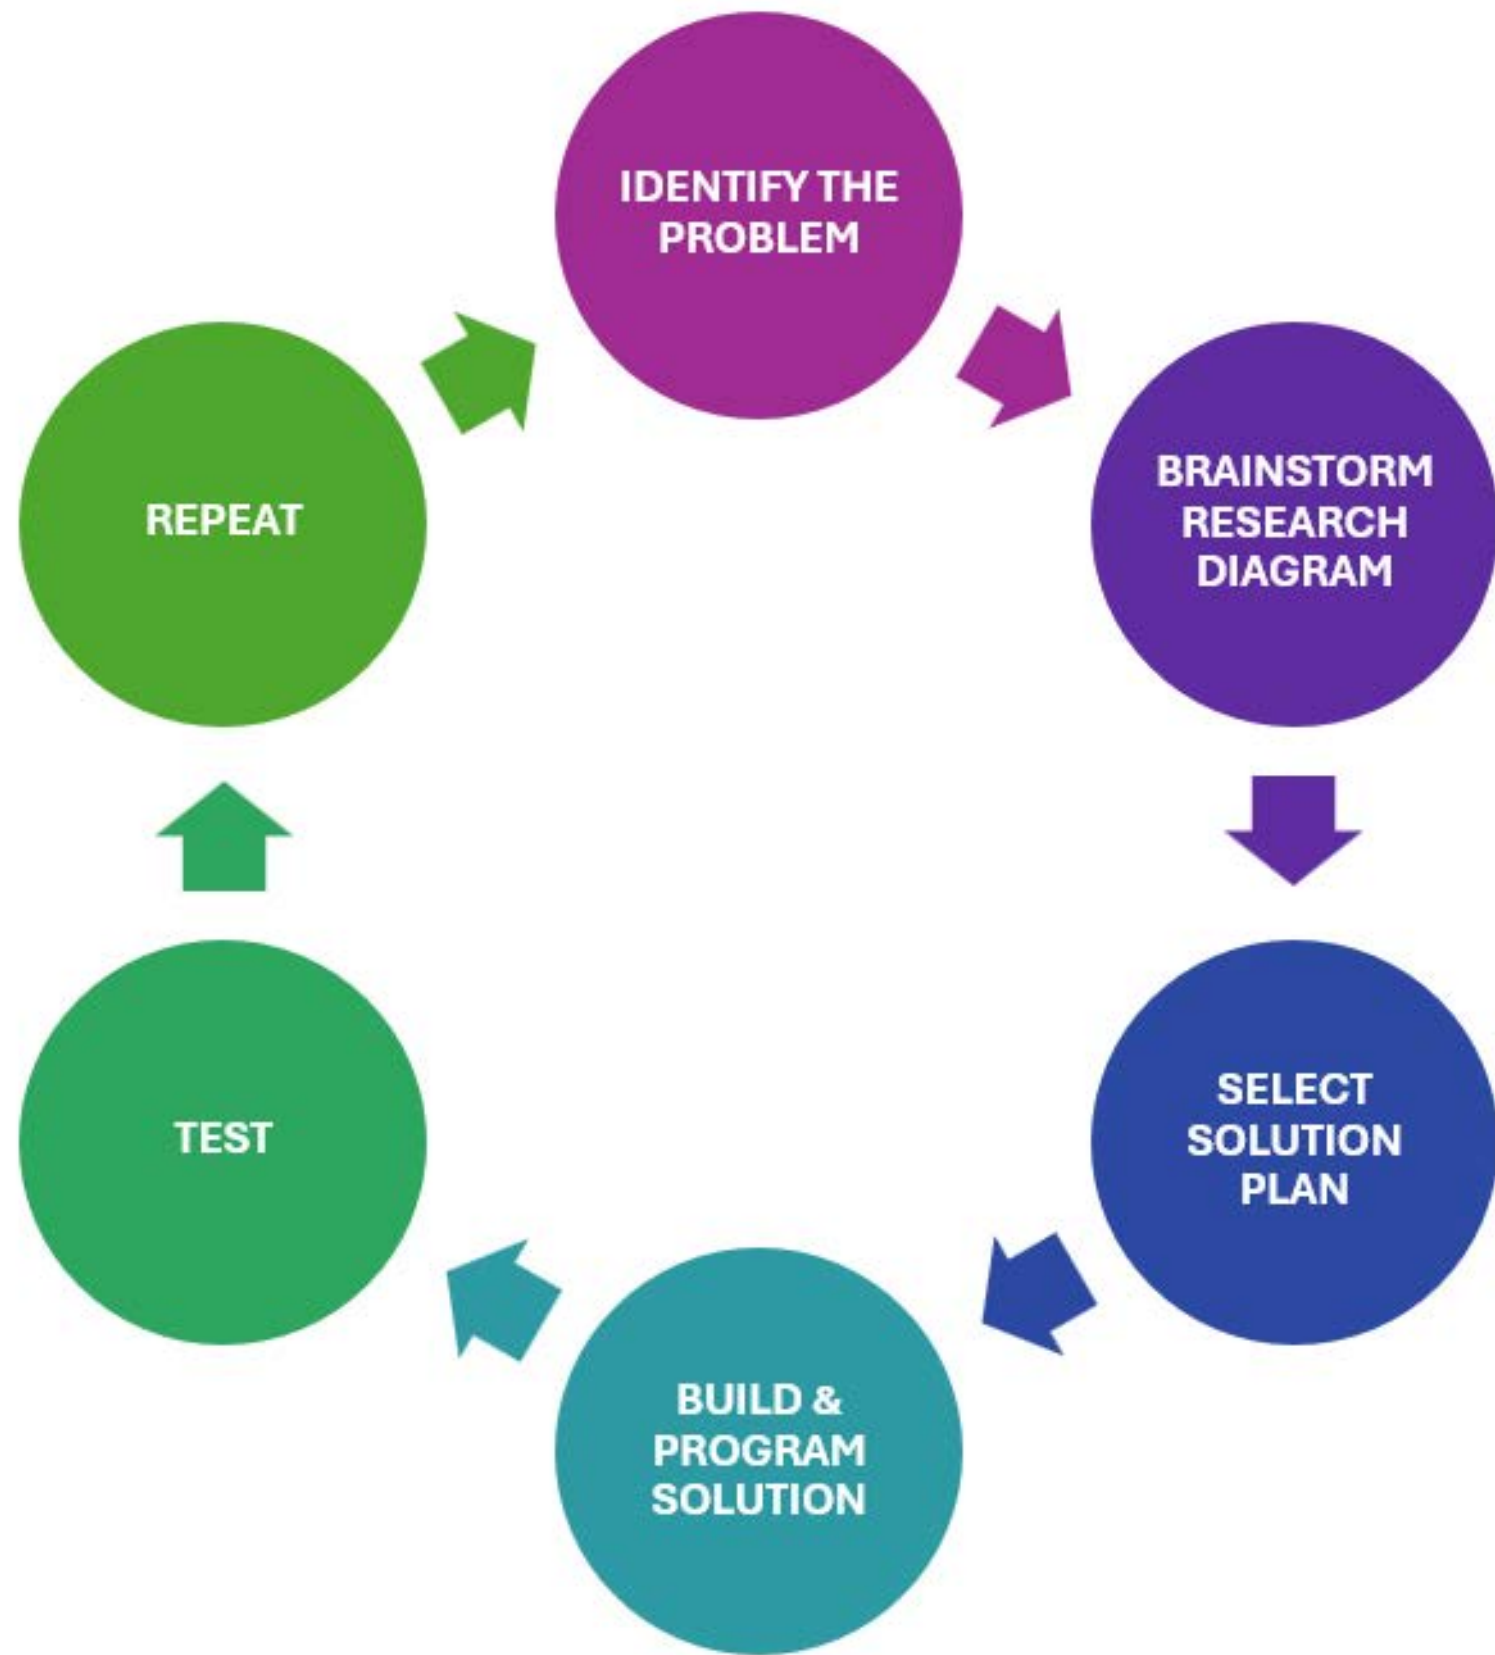 IDENTIFY THE
PROBLEM
BRAINSTORM
RESEARCH
DIAGRAM
SELECT
SOLUTION
PLAN
BUILD &
PROGRAM
SOLUTION
TEST
REPEAT